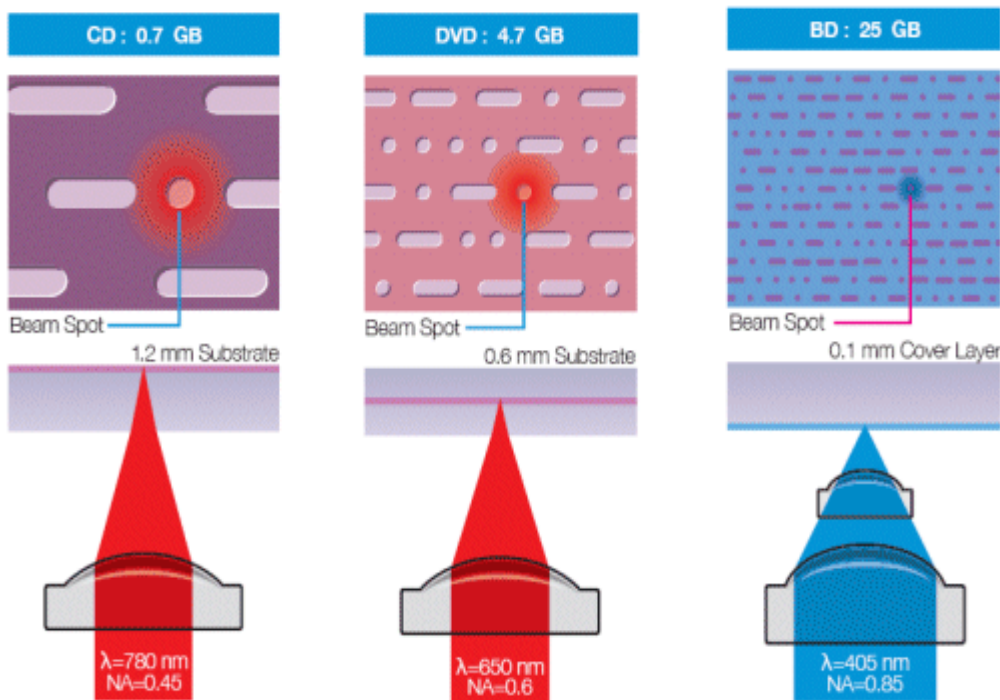 CD : 0.7 GB
DVD : 4.7 GB
BD : 25 GB
Beam Spot
Beam Spot
Beam Spot
1.2 mm Substrate
0.6 mm Substrate
0.1 mm Cover Layer
λ=780 nm
NA=0.45
λ=650 nm
NA=0.6
λ=405 nm
NA=0.85